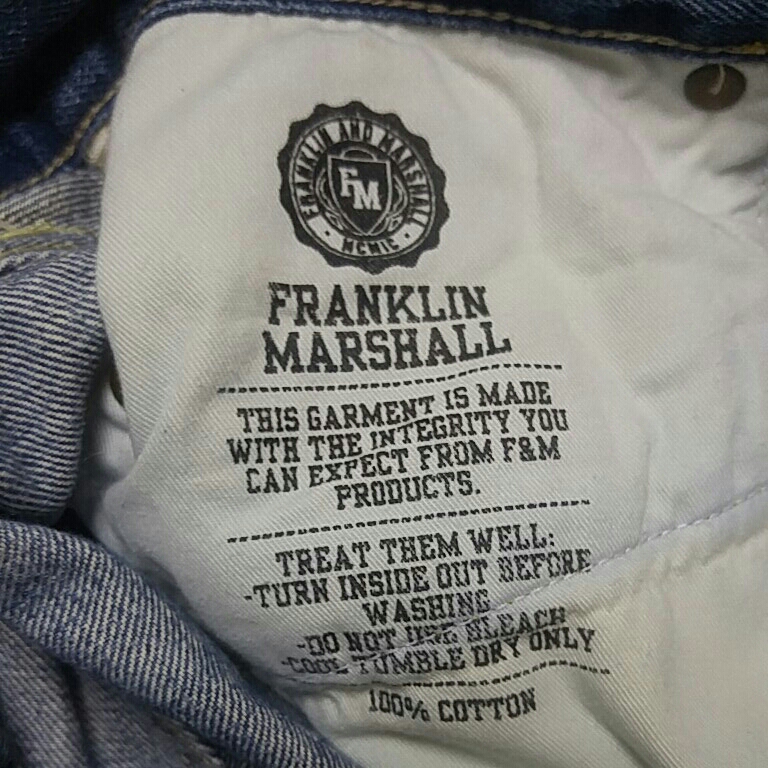 FRANKLIN AND MARSHALL
FM
MCMIC
FRANKLIN
MARSHALL
THIS GARMENT IS MADE
WITH THE INTEGRITY YOU
CAN EXPECT FROM F&M
PRODUCTS.
TREAT THEM WELL:
-TURN INSIDE OUT BEFORE
WASHING
-DO NOT USE BLEACH
-COOL TUMBLE DRY ONLY
100% COTTON